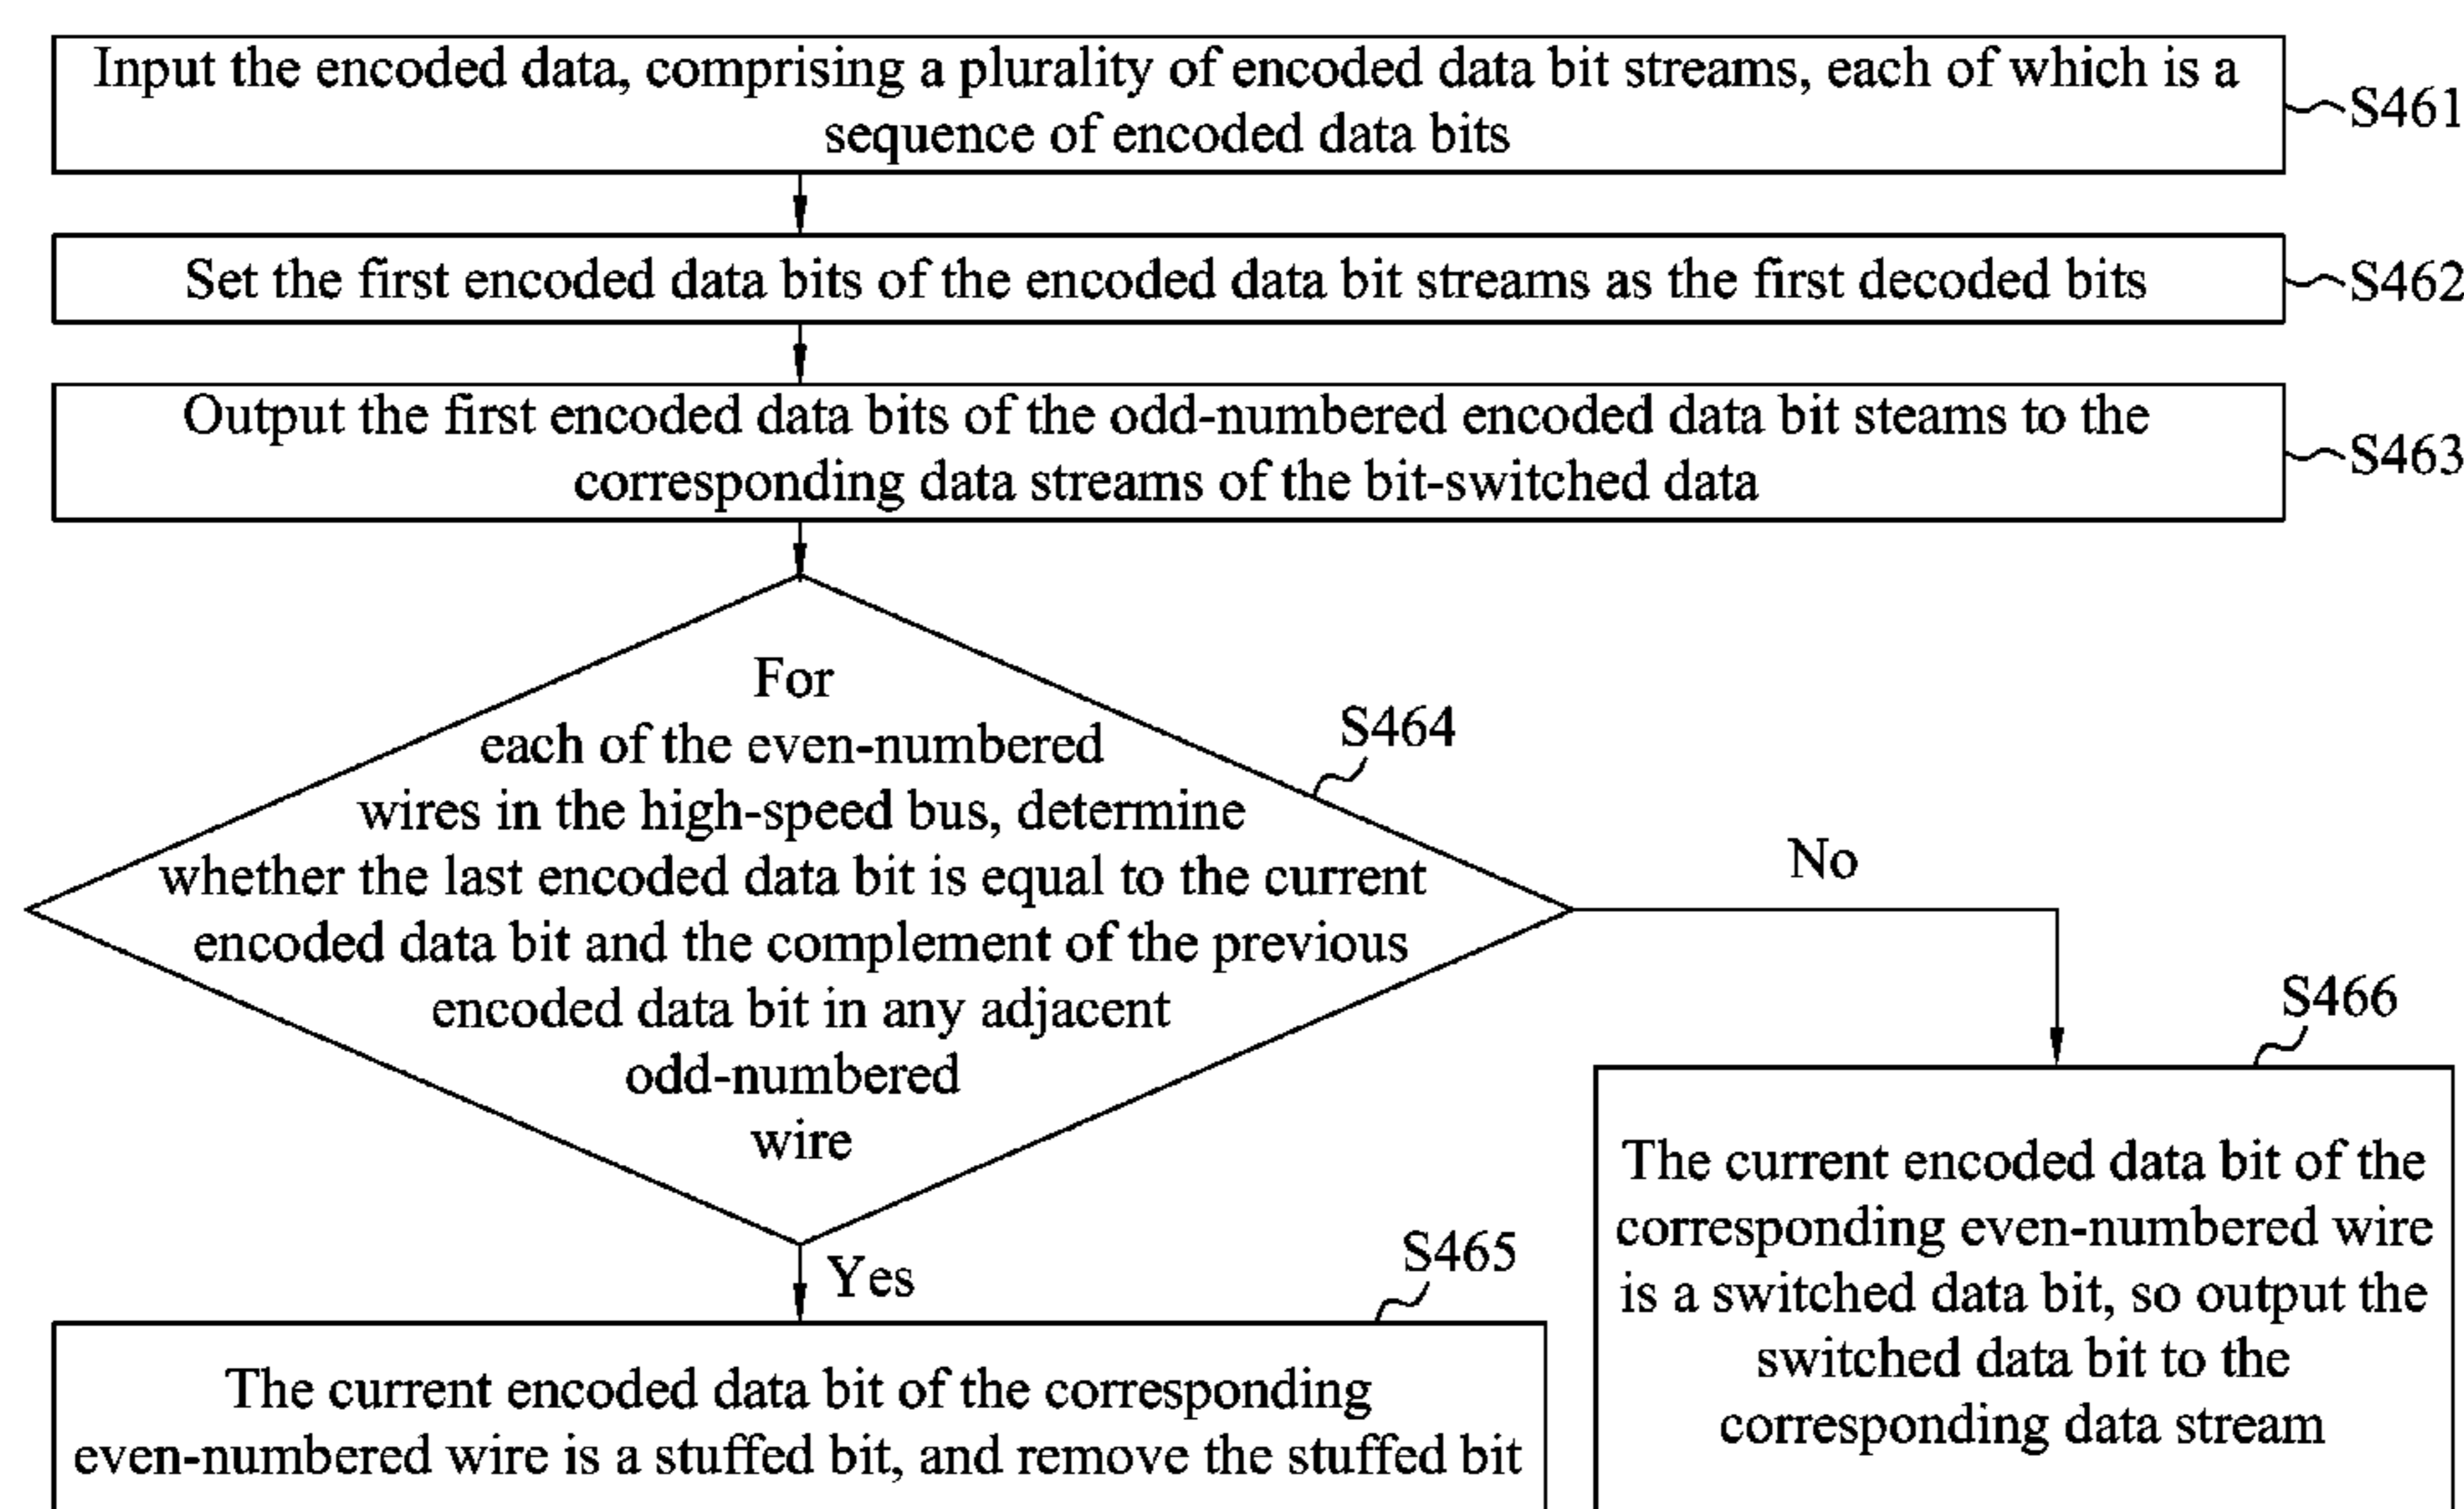 Input the encoded data, comprising a plurality of encoded data bit streams, each of which is a
sequence of encoded data bits
S461
Set the first encoded data bits of the encoded data bit streams as the first decoded bits
S462
Output the first encoded data bits of the odd-numbered encoded data bit steams to the
corresponding data streams of the bit-switched data
S463
For
each of the even-numbered
wires in the high-speed bus, determine
whether the last encoded data bit is equal to the current
encoded data bit and the complement of the previous
encoded data bit in any adjacent
odd-numbered
wire
S464
No
Yes
S466
The current encoded data bit of the
corresponding even-numbered wire
is a switched data bit, so output the
switched data bit to the
corresponding data stream
S465
The current encoded data bit of the corresponding
even-numbered wire is a stuffed bit, and remove the stuffed bit